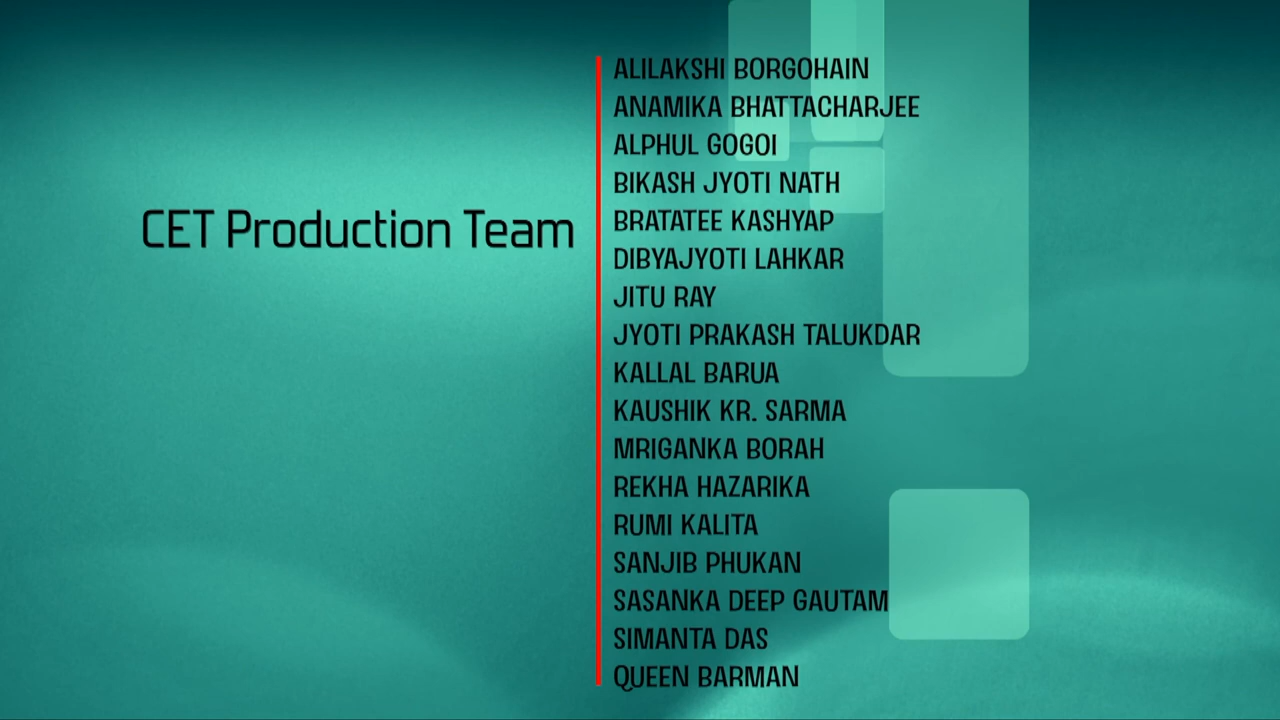 CET Production Team
ALILAKSHI BORGOHAIN
ANAMIKA BHATTACHARJEE
ALPHUL GOGOI
BIKASH JYOTI NATH
BRATATEE KASHYAP
DIBYAJYOTI LAHKAR
JITU RAY
JYOTI PRAKASH TALUKDAR
KALLAL BARUA
KAUSHIK KR. SARMA
MRIGANKA BORAH
REKHA HAZARIKA
RUMI KALITA
SANJIB PHUKAN
SASANKA DEEP GAUTAM
SIMANTA DAS
QUEEN BARMAN